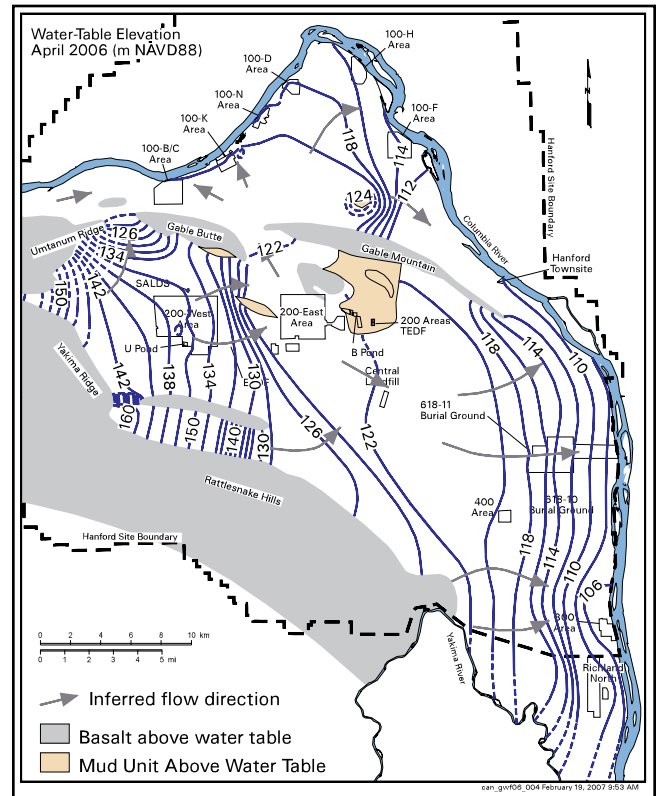 Water-Table Elevation
April 2006 (m NAVD88)
100-H
Area
100-D
Area
100-N
Area
100-K
Area
100-F
Area
100-B/C
Area
N
118
114
112
124
Hanford Site Boundary
Columbia River
Umtanum Ridge
126
134
Gable Butte
122
Gable Mountain
Hanford
Townsite
150
142
SALDS
200-West
Area
200-East
Area
200 Areas
TEDF
U Pond
B Pond
Central
Landfill
118
114
110
Yakima Ridge
142
138
134
130
160
150
140
130
126
122
618-11
Burial Ground
Rattlesnake Hills
400
Area
618-10
Burial Ground
118
114
110
106
Hanford Site Boundary
300
Area
Richland
North
Yakima River
0 2 4 6 8 10 km
0 1 2 3 4 5 mi
Inferred flow direction
Basalt above water table
Mud Unit Above Water Table
can_gwf06_004 February 19, 2007 9:53 AM